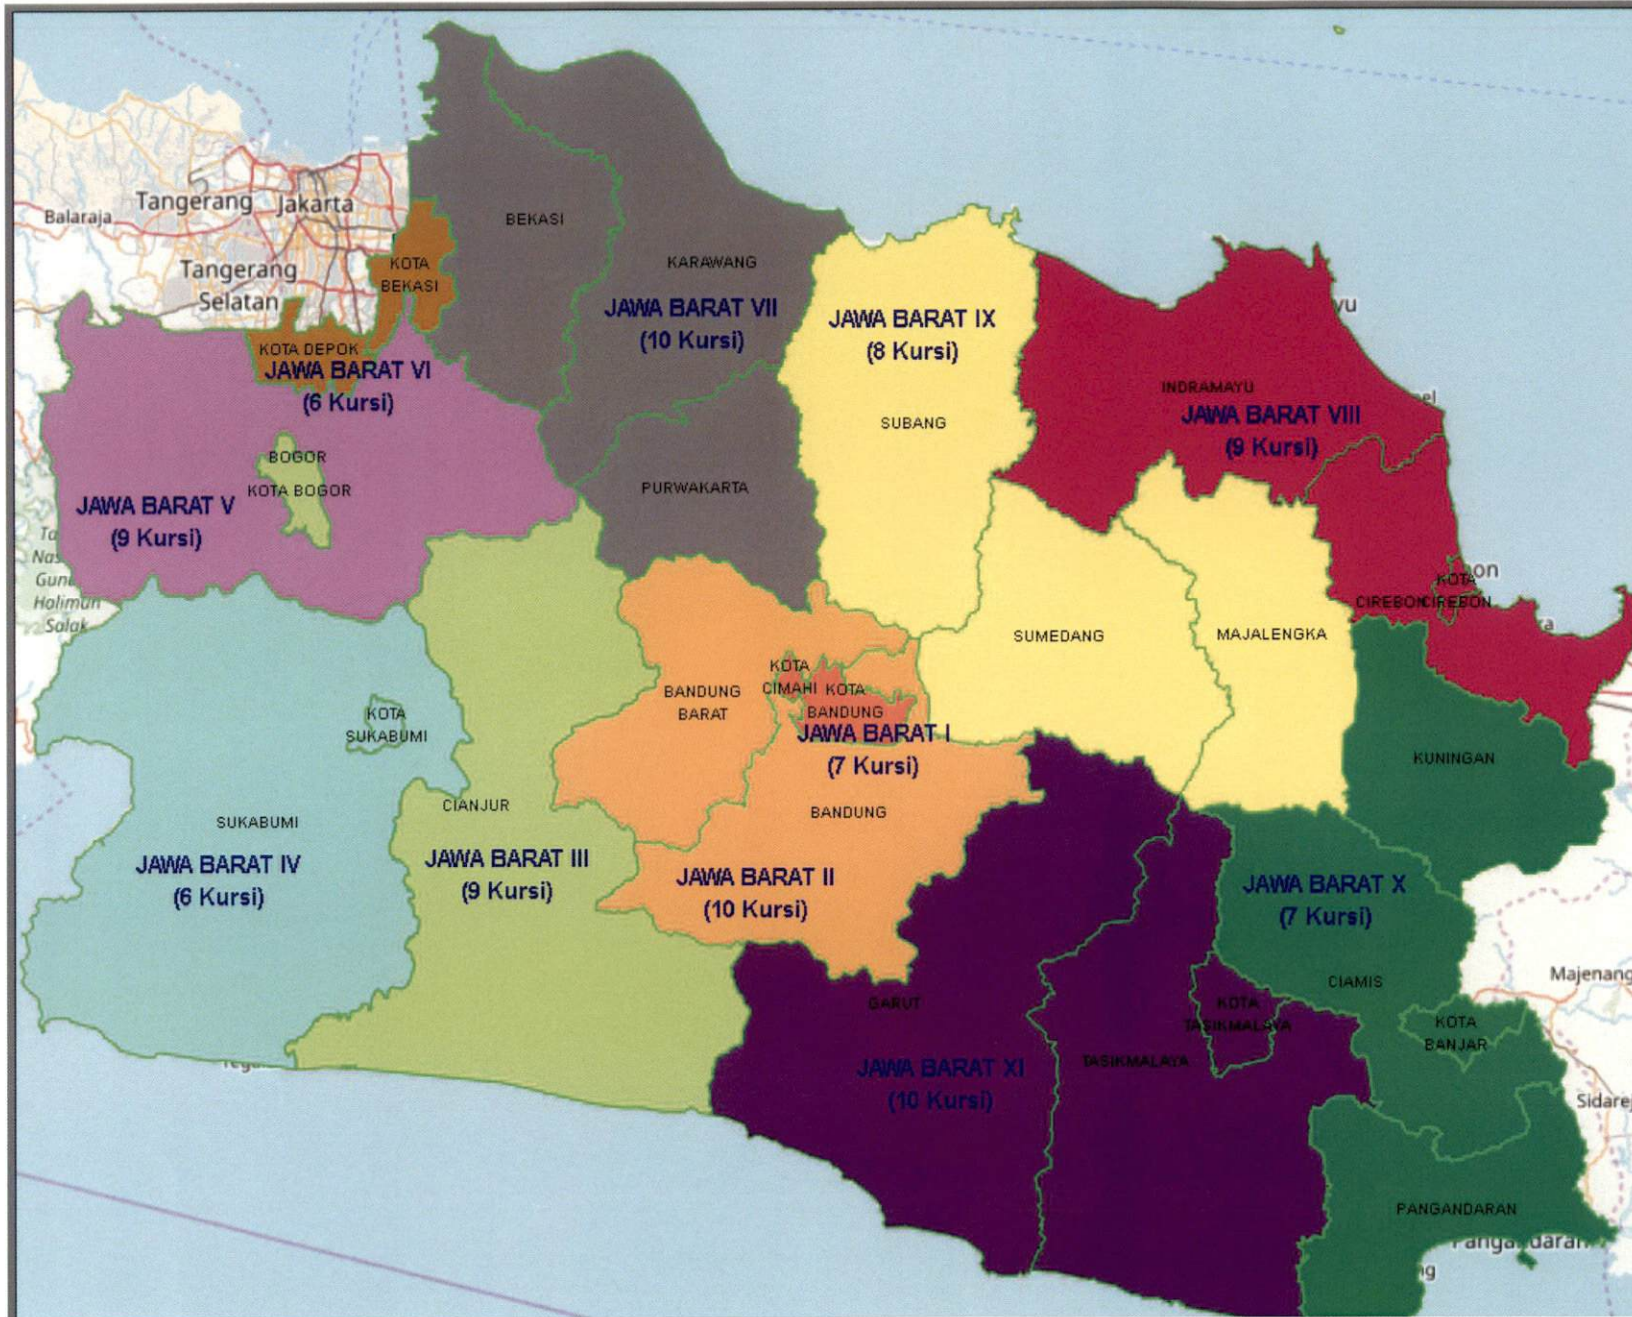 Tangerang
Jakarta
Balaraja
Tangerang
Selatan
BEKASI
KOTA
BEKASI
KARAWANG
JAWA BARAT VII
(10 Kursi)
JAWA BARAT IX
(8 Kursi)
SUBANG
KOTA DEPOK
JAWA BARAT VI
(6 Kursi)
INDRAMAYU
JAWA BARAT VIII
(9 Kursi)
BOGOR
KOTA BOGOR
JAWA BARAT V
(9 Kursi)
PURWAKARTA
Halimun
Salak
KOTA
CIREBON
CIREBON
SUMEDANG
MAJALENGKA
KOTA
CIMAHI
KOTA
BANDUNG
BANDUNG
BARAT
JAWA BARAT I
(7 Kursi)
KOTA
SUKABUMI
KUNINGAN
SUKABUMI
CIANJUR
BANDUNG
JAWA BARAT IV
(6 Kursi)
JAWA BARAT III
(9 Kursi)
JAWA BARAT II
(10 Kursi)
JAWA BARAT X
(7 Kursi)
CIAMIS
Majenang
GARUT
KOTA
TASIKMALAYA
KOTA
BANJAR
TASIKMALAYA
JAWA BARAT XI
(10 Kursi)
Sidarej
PANGANDARAN